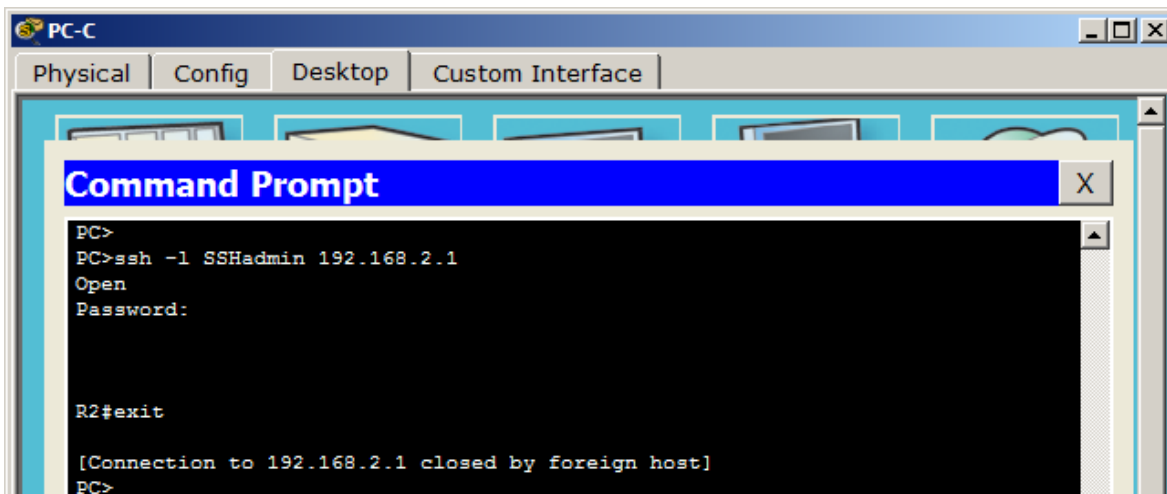 PC-C
Physical Config Desktop Custom Interface
Command Prompt X
PC>
PC>ssh -l SSHadmin 192.168.2.1
Open
Password:
R2#exit
[Connection to 192.168.2.1 closed by foreign host]
PC>